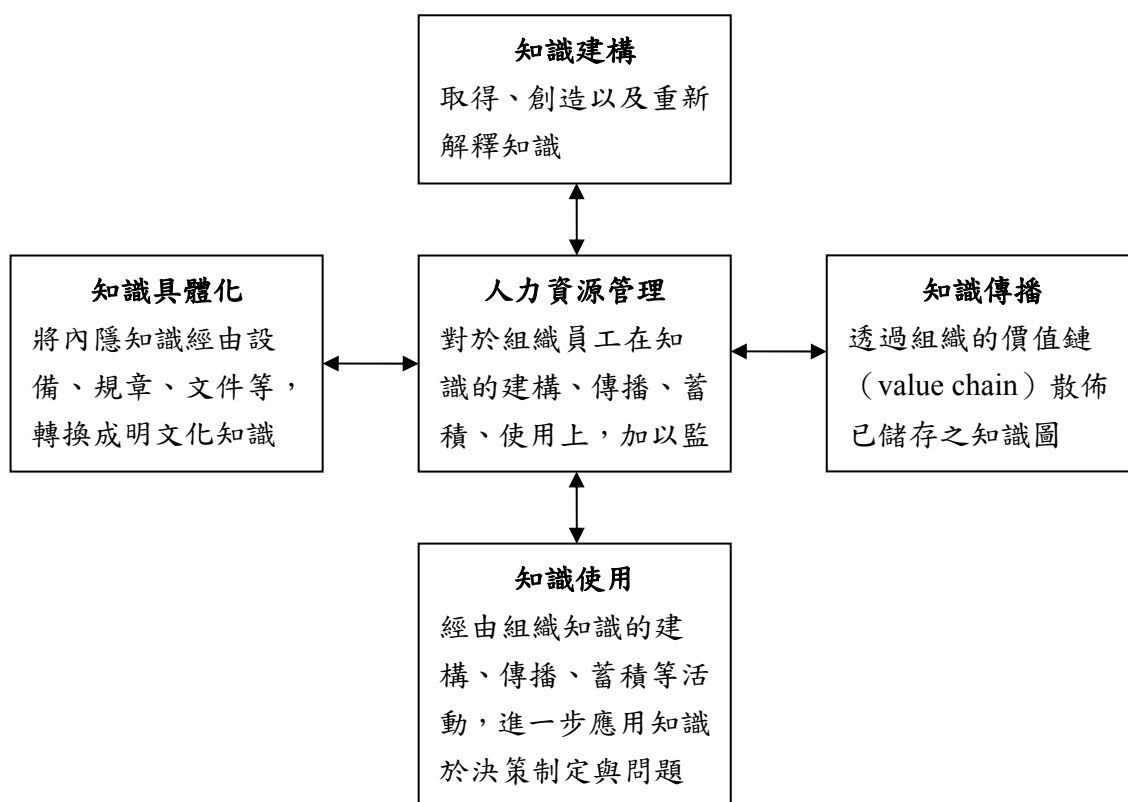 知識建構
取得、創造以及重新
解釋知識
知識具體化
將內隱知識經由設
備、規章、文件等，
轉換成明文化知識
人力資源管理
對於組織員工在知
識的建構、傳播、蓄
積、使用上，加以監
知識傳播
透過組織的價值鏈
（value chain）散佈
已儲存之知識圖
知識使用
經由組織知識的建
構、傳播、蓄積等活
動，進一步應用知識
於決策制定與問題